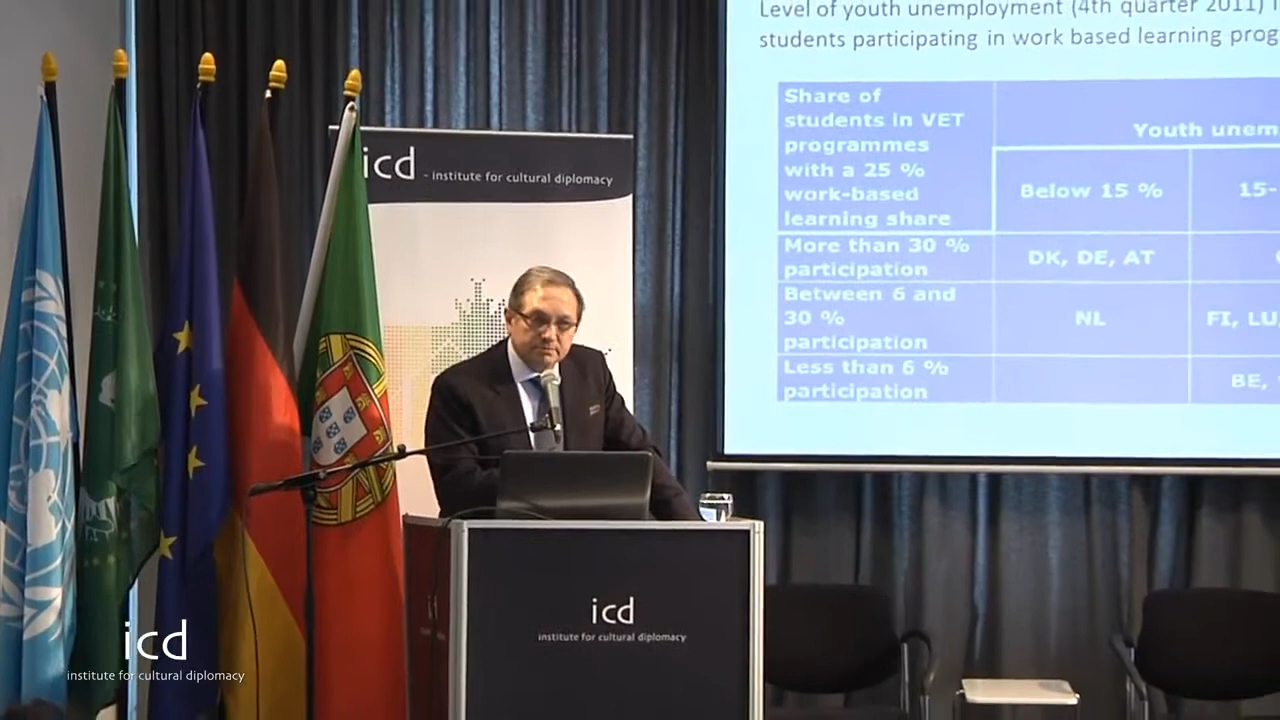 Level of youth unemployment (4th quarter 2011)
students participating in work based learning prog
Share of
students in VET
programmes
with a 25 %
work-based
learning share
Youth unem
Below 15 %
15-
More than 30 %
participation
DK, DE, AT
Between 6 and
30 %
participation
NL
FI, LU
Less than 6 %
participation
BE,
icd
- institute for cultural diplomacy
icd
institute for cultural diplomacy
icd
institute for cultural diplomacy